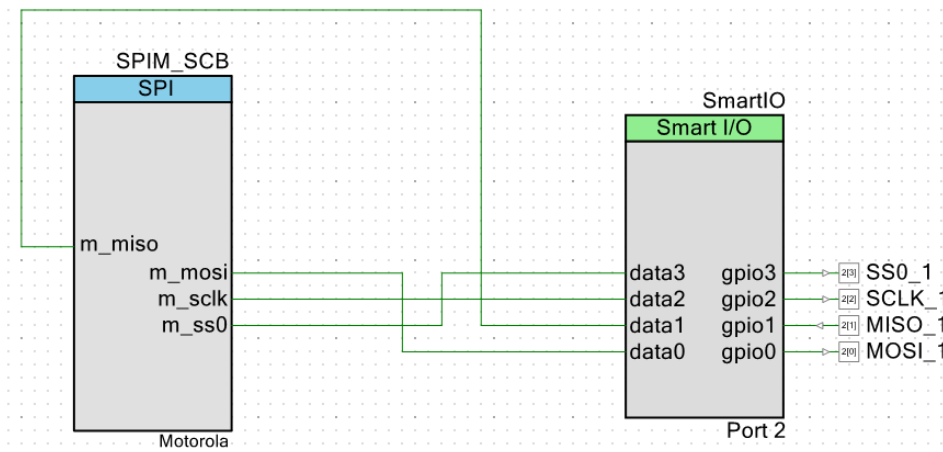 SPIM_SCB
SPI
m_miso
m_mosi
m_sclk
m_ss0
Motorola
SmartIO
Smart I/O
data3 gpio3 2[3] SS0_1
data2 gpio2 2[2] SCLK_1
data1 gpio1 2[1] MISO_1
data0 gpio0 2[0] MOSI_1
Port 2